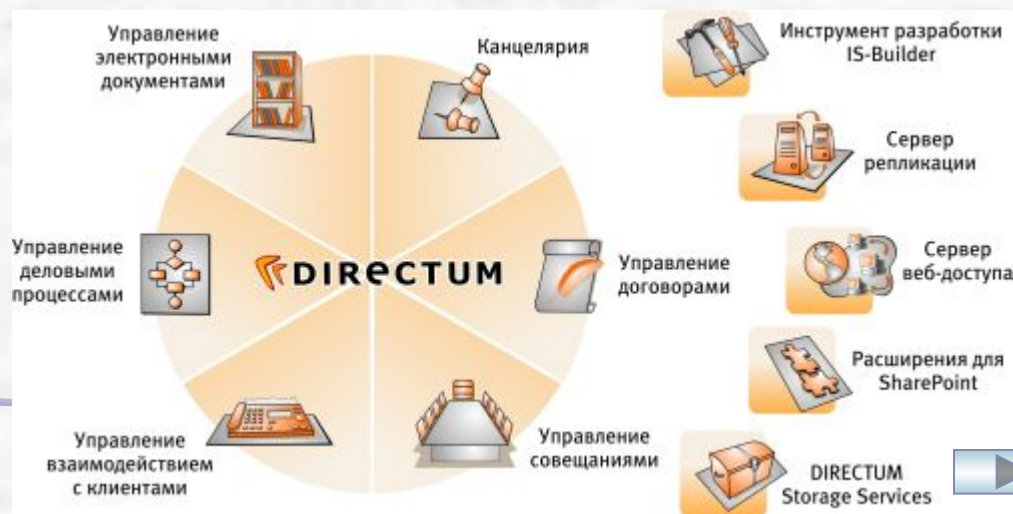 Управление
электронными
документами
Канцелярия
Инструмент разработки
IS-Builder
Сервер
репликации
Управление
деловыми
процессами
DIRECTUM
Управление
договорами
Сервер
веб-доступа
Расширения для
SharePoint
Управление
взаимодействием
с клиентами
Управление
совещаниями
DIRECTUM
Storage Services